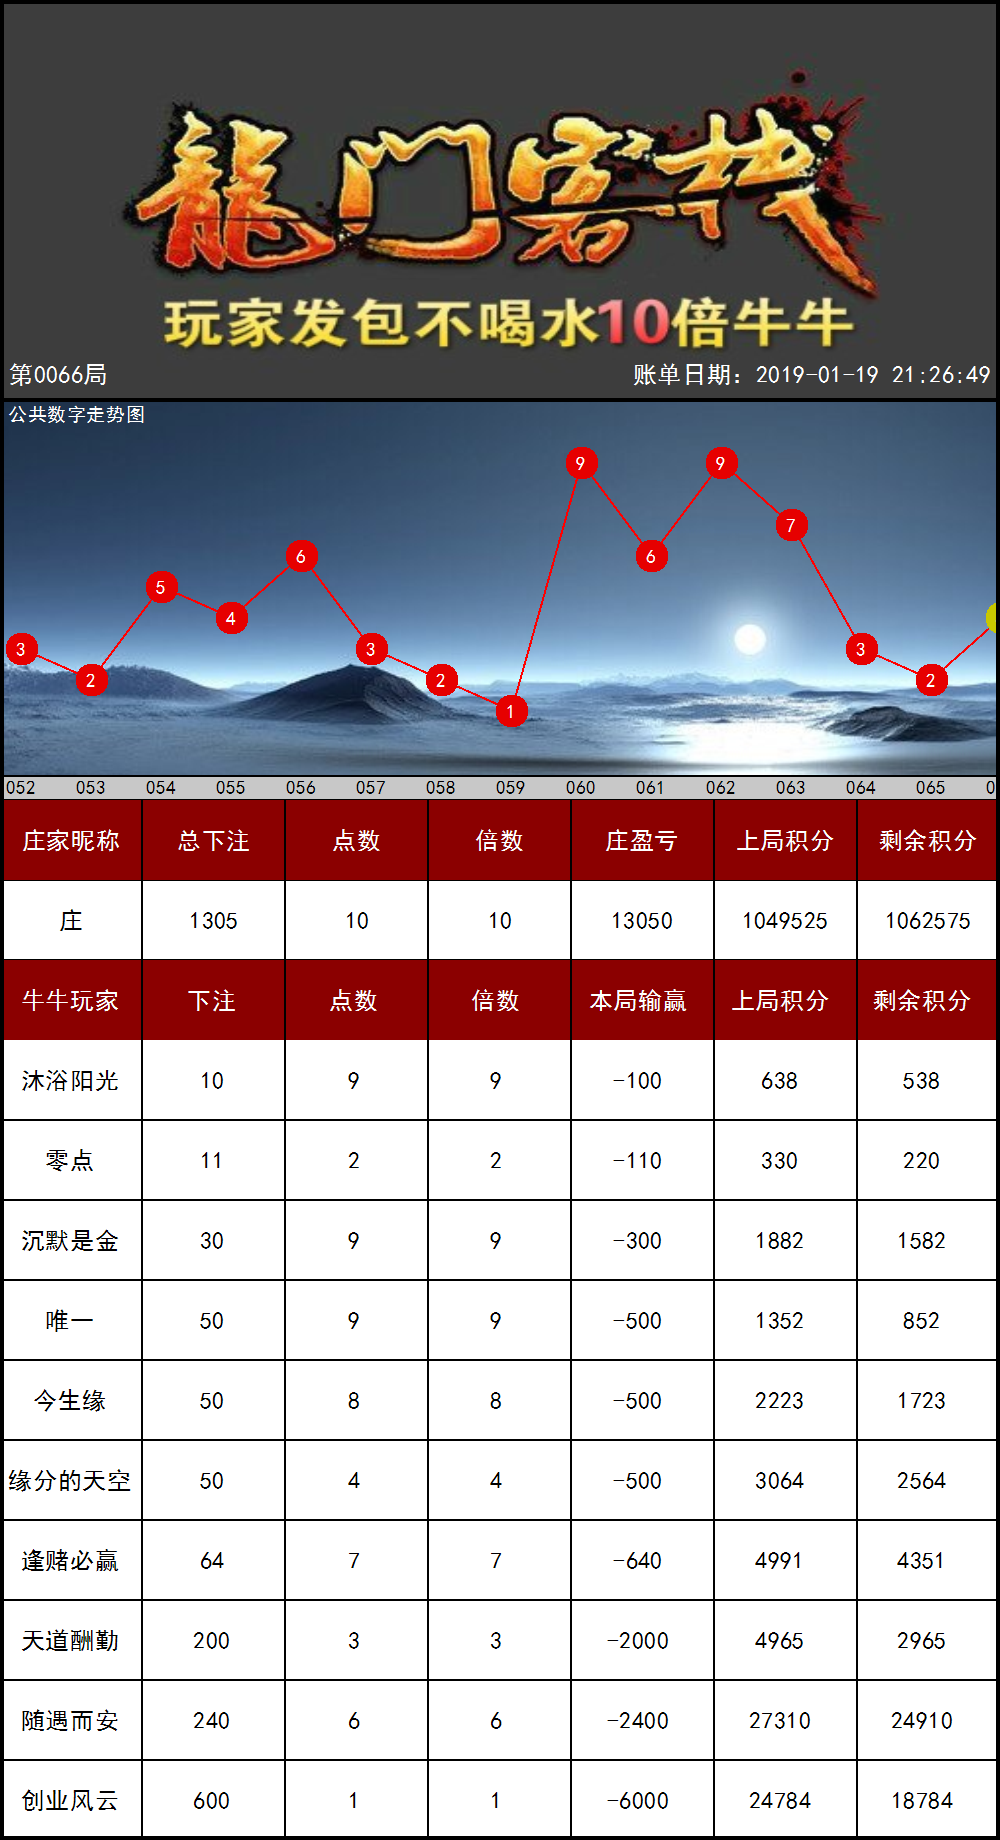 龍门客栈
玩家发包不喝水10倍牛牛
第0066局 账单日期：2019-01-19 21:26:49
公共数字走势图
3 2 5 4 6 3 2 1 9 6 9 7 3 2
052 053 054 055 056 057 058 059 060 061 062 063 064 065 0
庄家昵称 总下注 点数 倍数 庄盈亏 上局积分 剩余积分
庄 1305 10 10 13050 1049525 1062575
牛牛玩家 下注 点数 倍数 本局输赢 上局积分 剩余积分
沐浴阳光 10 9 9 -100 638 538
零点 11 2 2 -110 330 220
沉默是金 30 9 9 -300 1882 1582
唯一 50 9 9 -500 1352 852
今生缘 50 8 8 -500 2223 1723
缘分的天空 50 4 4 -500 3064 2564
逢赌必赢 64 7 7 -640 4991 4351
天道酬勤 200 3 3 -2000 4965 2965
随遇而安 240 6 6 -2400 27310 24910
创业风云 600 1 1 -6000 24784 18784